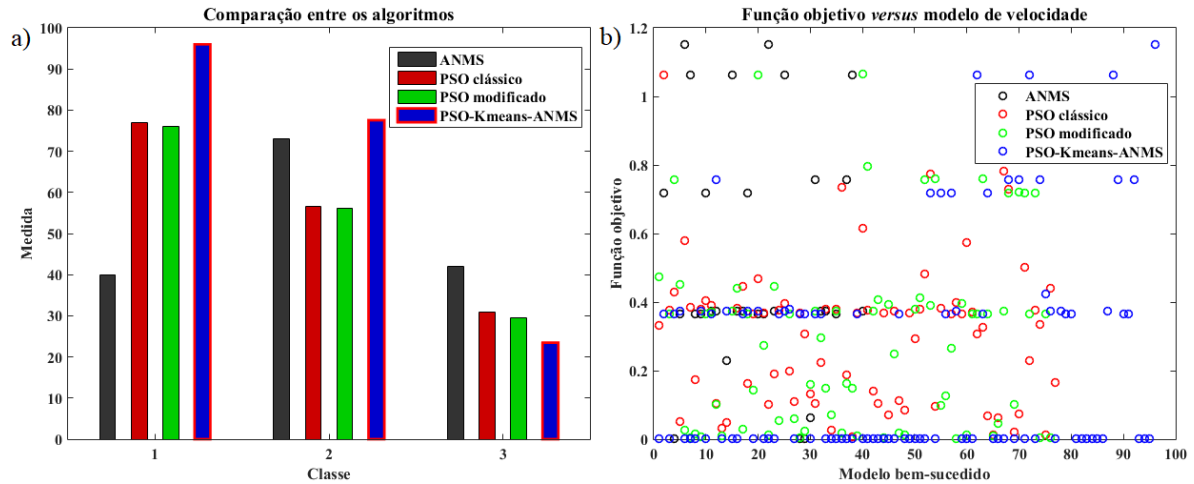 a)
Comparação entre os algoritmos
Medida
100
90
80
70
60
50
40
30
20
10
0
ANMS
PSO clássico
PSO modificado
PSO-Kmeans-ANMS
1
2
3
Classe
b)
Função objetivo versus modelo de velocidade
Função objetivo
1.2
1
0.8
0.6
0.4
0.2
0
ANMS
PSO clássico
PSO modificado
PSO-Kmeans-ANMS
0 10 20 30 40 50 60 70 80 90 100
Modelo bem-sucedido